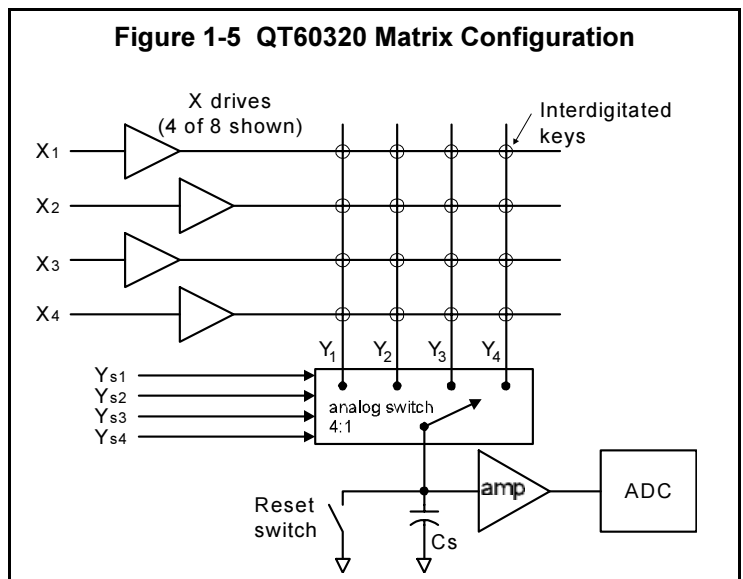 Figure 1-5 QT60320 Matrix Configuration
X drives
(4 of 8 shown)
Interdigitated
keys
X1
X2
X3
X4
Y1
Y2
Y3
Y4
Ys1
Ys2
Ys3
Ys4
analog switch
4:1
Reset
switch
Cs
amp
ADC